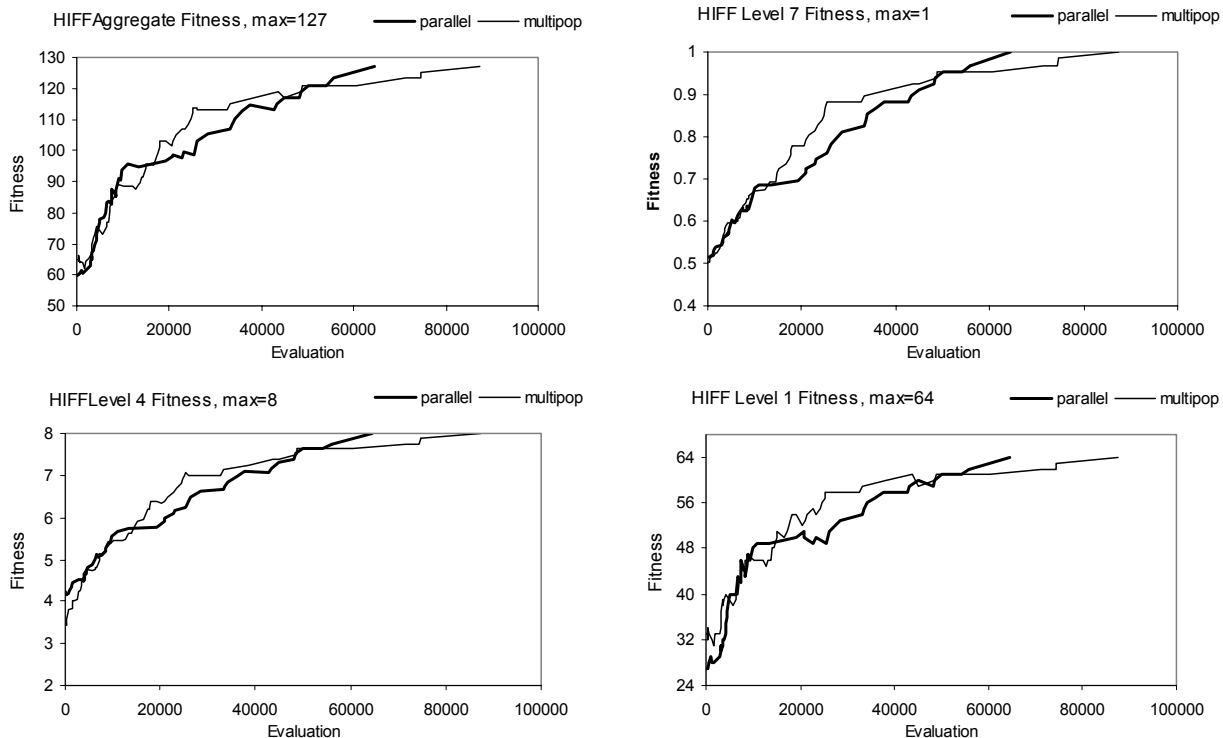 HIFFAggregate Fitness, max=127
parallel multipop
130
120
110
100
90
80
70
60
50
Fitness
0 20000 40000 60000 80000 100000
Evaluation
HIFF Level 7 Fitness, max=1
parallel multipop
1
0.9
0.8
0.7
0.6
0.5
0.4
Fitness
0 20000 40000 60000 80000 100000
Evaluation
HIFFLevel 4 Fitness, max=8
parallel multipop
8
7
6
5
4
3
2
Fitness
0 20000 40000 60000 80000 100000
Evaluation
HIFF Level 1 Fitness, max=64
parallel multipop
64
56
48
40
32
24
Fitness
0 20000 40000 60000 80000 100000
Evaluation